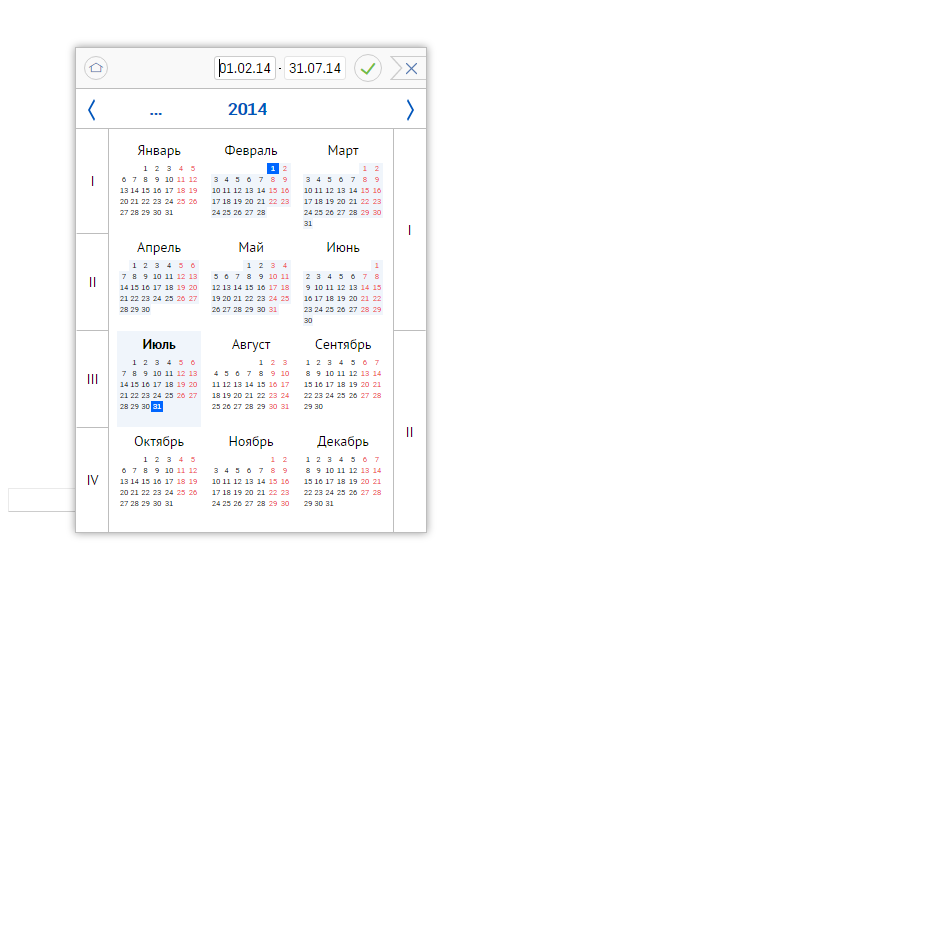 01.02.14 - 31.07.14
... 2014
Январь Февраль Март
1 2 3 4 5 1 2 1 2
6 7 8 9 10 11 12 3 4 5 6 7 8 9 3 4 5 6 7 8 9
I
13 14 15 16 17 18 19 10 11 12 13 14 15 16 10 11 12 13 14 15 16
20 21 22 23 24 25 26 17 18 19 20 21 22 23 17 18 19 20 21 22 23
27 28 29 30 31 24 25 26 27 28 24 25 26 27 28 29 30
31
I
Апрель Май Июнь
1 2 3 4 5 6 1 2 3 4 1
7 8 9 10 11 12 13 5 6 7 8 9 10 11 2 3 4 5 6 7 8
II
14 15 16 17 18 19 20 12 13 14 15 16 17 18 9 10 11 12 13 14 15
21 22 23 24 25 26 27 19 20 21 22 23 24 25 16 17 18 19 20 21 22
28 29 30 26 27 28 29 30 31 23 24 25 26 27 28 29
30
Июль Август Сентябрь
1 2 3 4 5 6 1 2 3 1 2 3 4 5 6 7
7 8 9 10 11 12 13 4 5 6 7 8 9 10 8 9 10 11 12 13 14
III
14 15 16 17 18 19 20 11 12 13 14 15 16 17 15 16 17 18 19 20 21
21 22 23 24 25 26 27 18 19 20 21 22 23 24 22 23 24 25 26 27 28
28 29 30 31 25 26 27 28 29 30 31 29 30
II
Октябрь Ноябрь Декабрь
1 2 3 4 5 1 2 1 2 3 4 5 6 7
6 7 8 9 10 11 12 3 4 5 6 7 8 9 8 9 10 11 12 13 14
IV
13 14 15 16 17 18 19 10 11 12 13 14 15 16 15 16 17 18 19 20 21
20 21 22 23 24 25 26 17 18 19 20 21 22 23 22 23 24 25 26 27 28
27 28 29 30 31 24 25 26 27 28 29 30 29 30 31